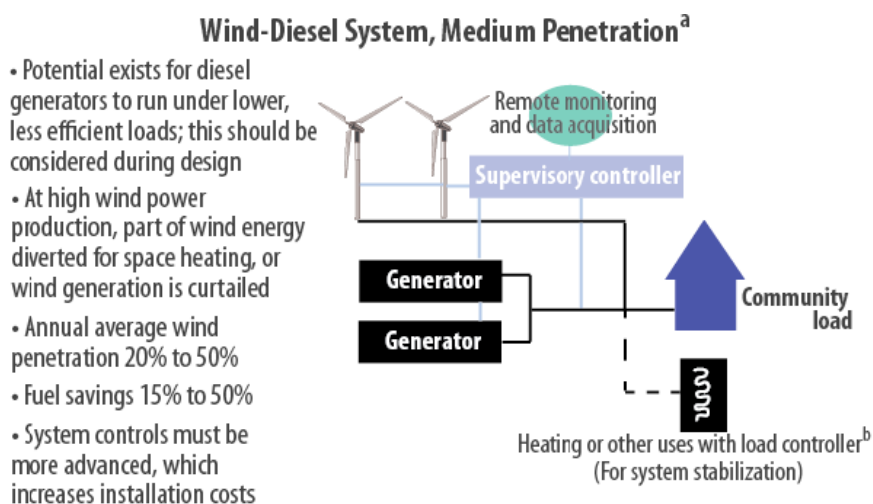 Wind-Diesel System, Medium Penetrationa
• Potential exists for diesel
generators to run under lower,
less efficient loads; this should be
considered during design
• At high wind power
production, part of wind energy
diverted for space heating, or
wind generation is curtailed
• Annual average wind
penetration 20% to 50%
• Fuel savings 15% to 50%
• System controls must be
more advanced, which
increases installation costs
Remote monitoring
and data acquisition
Supervisory controller
Generator
Generator
Community
load
Heating or other uses with load controllerb
(For system stabilization)